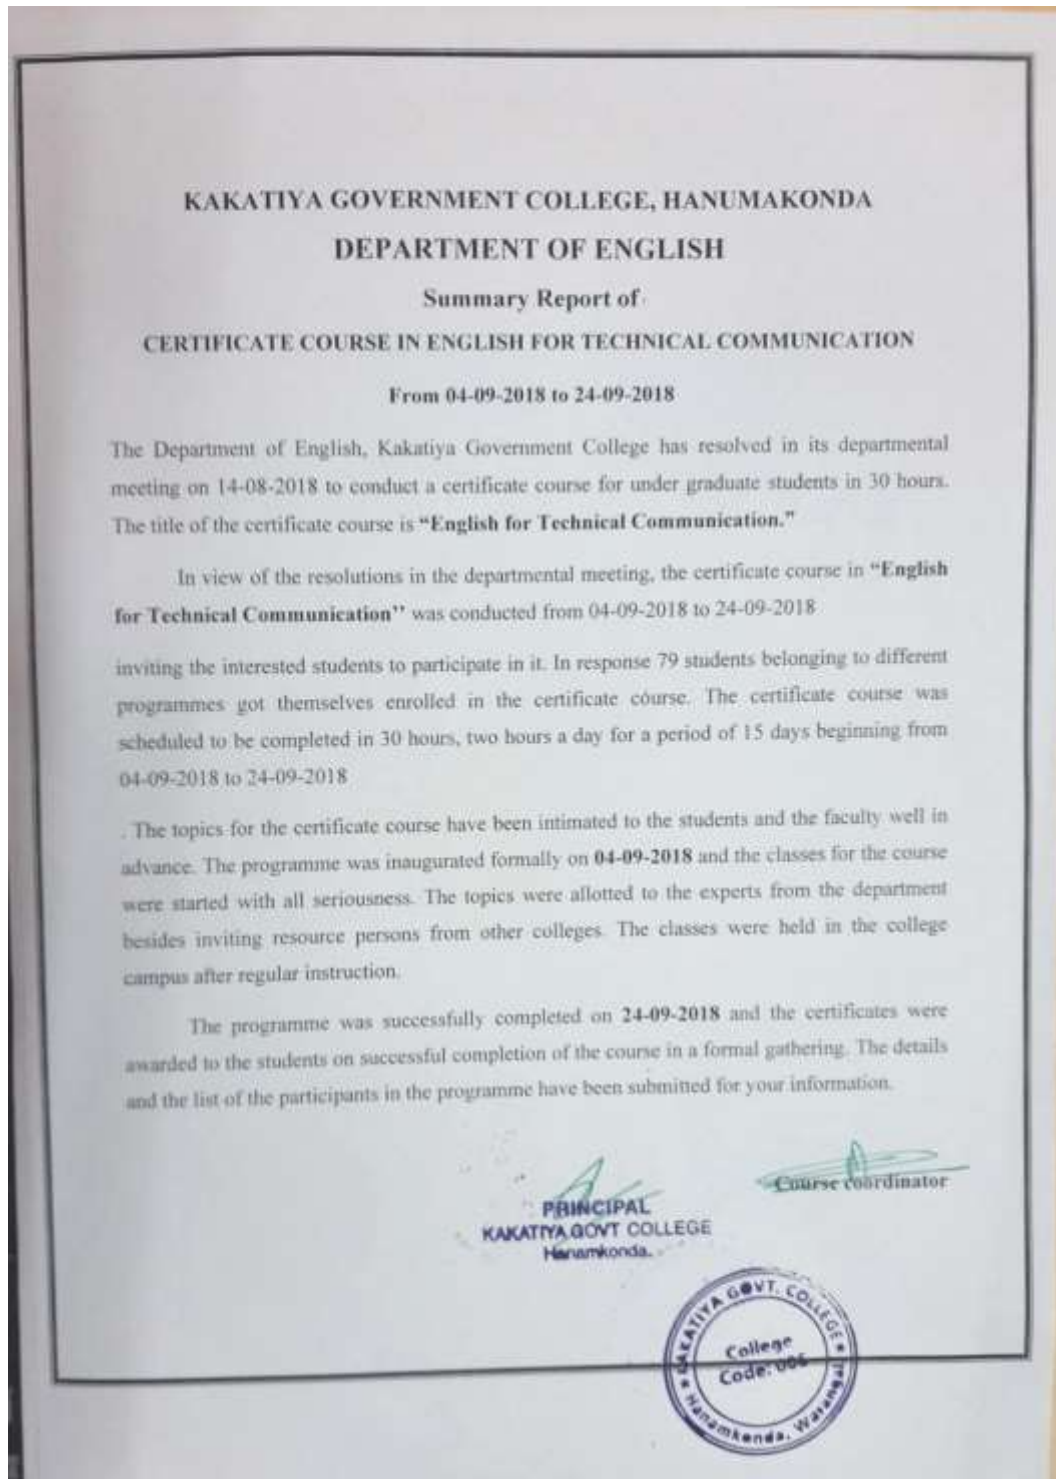 KAKATIYA GOVERNMENT COLLEGE, HANUMAKONDA
DEPARTMENT OF ENGLISH
Summary Report of
CERTIFICATE COURSE IN ENGLISH FOR TECHNICAL COMMUNICATION
From 04-09-2018 to 24-09-2018
The Department of English, Kakatiya Government College has resolved in its departmental
meeting on 14-08-2018 to conduct a certificate course for under graduate students in 30 hours.
The title of the certificate course is “English for Technical Communication.”
In view of the resolutions in the departmental meeting, the certificate course in “English
for Technical Communication’’ was conducted from 04-09-2018 to 24-09-2018
inviting the interested students to participate in it. In response 79 students belonging to different
programmes got themselves enrolled in the certificate course. The certificate course was
scheduled to be completed in 30 hours, two hours a day for a period of 15 days beginning from
04-09-2018 to 24-09-2018
. The topics for the certificate course have been intimated to the students and the faculty well in
advance. The programme was inaugurated formally on 04-09-2018 and the classes for the course
were started with all seriousness. The topics were allotted to the experts from the department
besides inviting resource persons from other colleges. The classes were held in the college
campus after regular instruction.
The programme was successfully completed on 24-09-2018 and the certificates were
awarded to the students on successful completion of the course in a formal gathering. The details
and the list of the participants in the programme have been submitted for your information.
Course coordinator
PRINCIPAL
KAKATIYA GOVT COLLEGE
Hanamkonda.
KAKATIYA GOVT. COLLEGE
College
Code: 006
Hanamkonda, Warangal